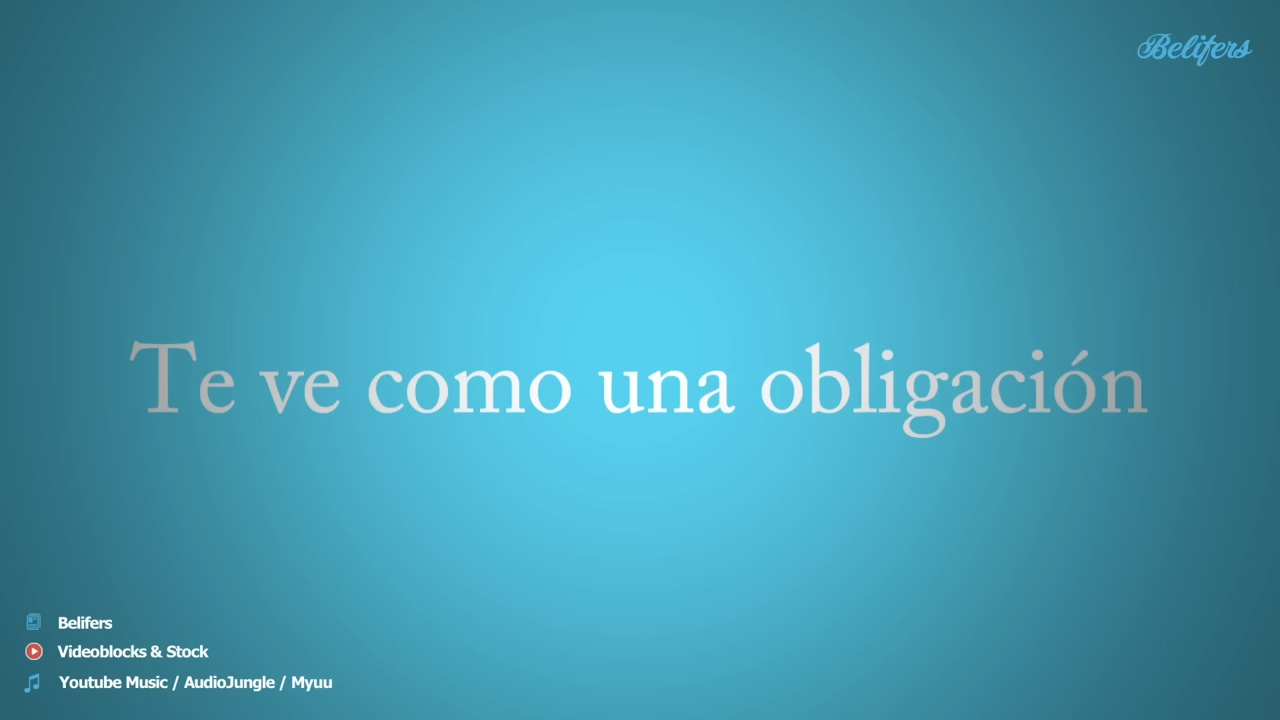 Belifers
Te ve como una obligación
Belifers
Videoblocks & Stock
Youtube Music / AudioJungle / Myuu